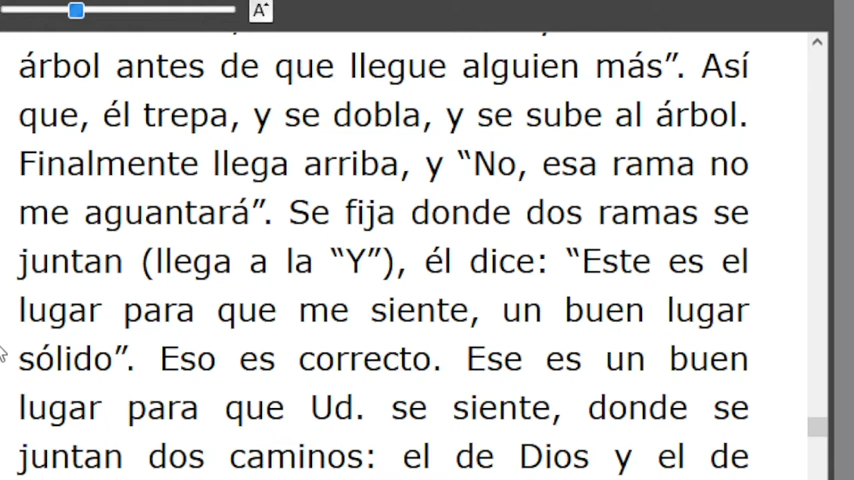 A
árbol antes de que llegue alguien más”. Así
que, él trepa, y se dobla, y se sube al árbol.
Finalmente llega arriba, y “No, esa rama no
me aguantará”. Se fija donde dos ramas se
juntan (llega a la “Y”), él dice: “Este es el
lugar para que me siente, un buen lugar
sólido”. Eso es correcto. Ese es un buen
lugar para que Ud. se siente, donde se
juntan dos caminos: el de Dios y el de